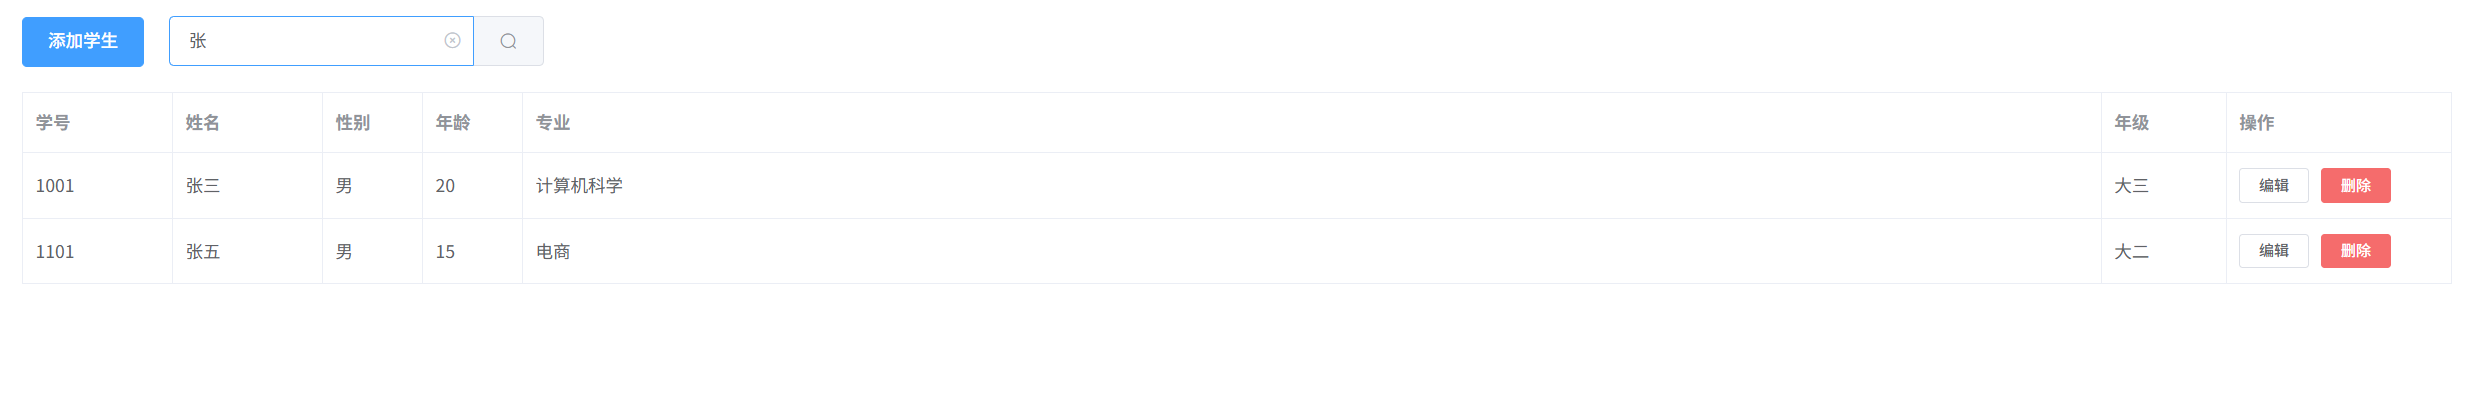 添加学生 张
学号 姓名 性别 年龄 专业 年级 操作
1001 张三 男 20 计算机科学 大三 编辑 删除
1101 张五 男 15 电商 大二 编辑 删除